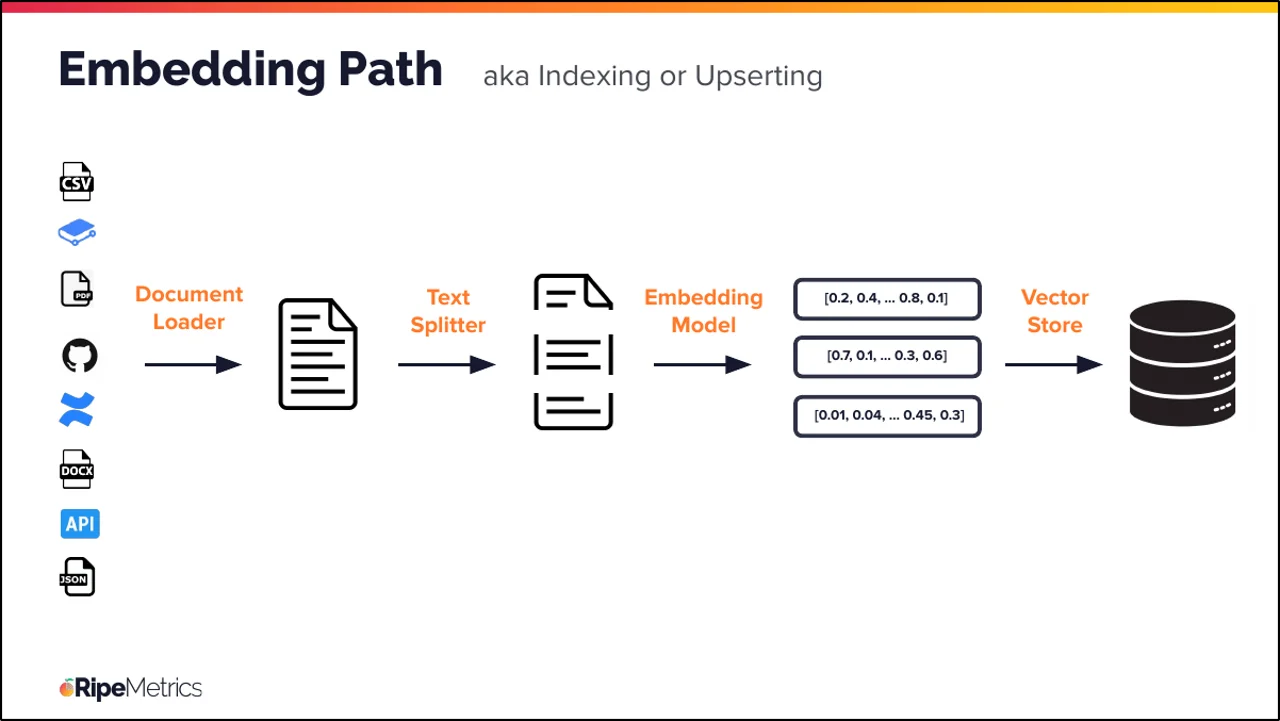 Embedding Path
aka Indexing or Upserting
CSV
PDF
DOCX
API
JSON
Document
Loader
Text
Splitter
Embedding
Model
[0.2, 0.4, ... 0.8, 0.1]
[0.7, 0.1, ... 0.3, 0.6]
[0.01, 0.04, ... 0.45, 0.3]
Vector
Store
RipeMetrics